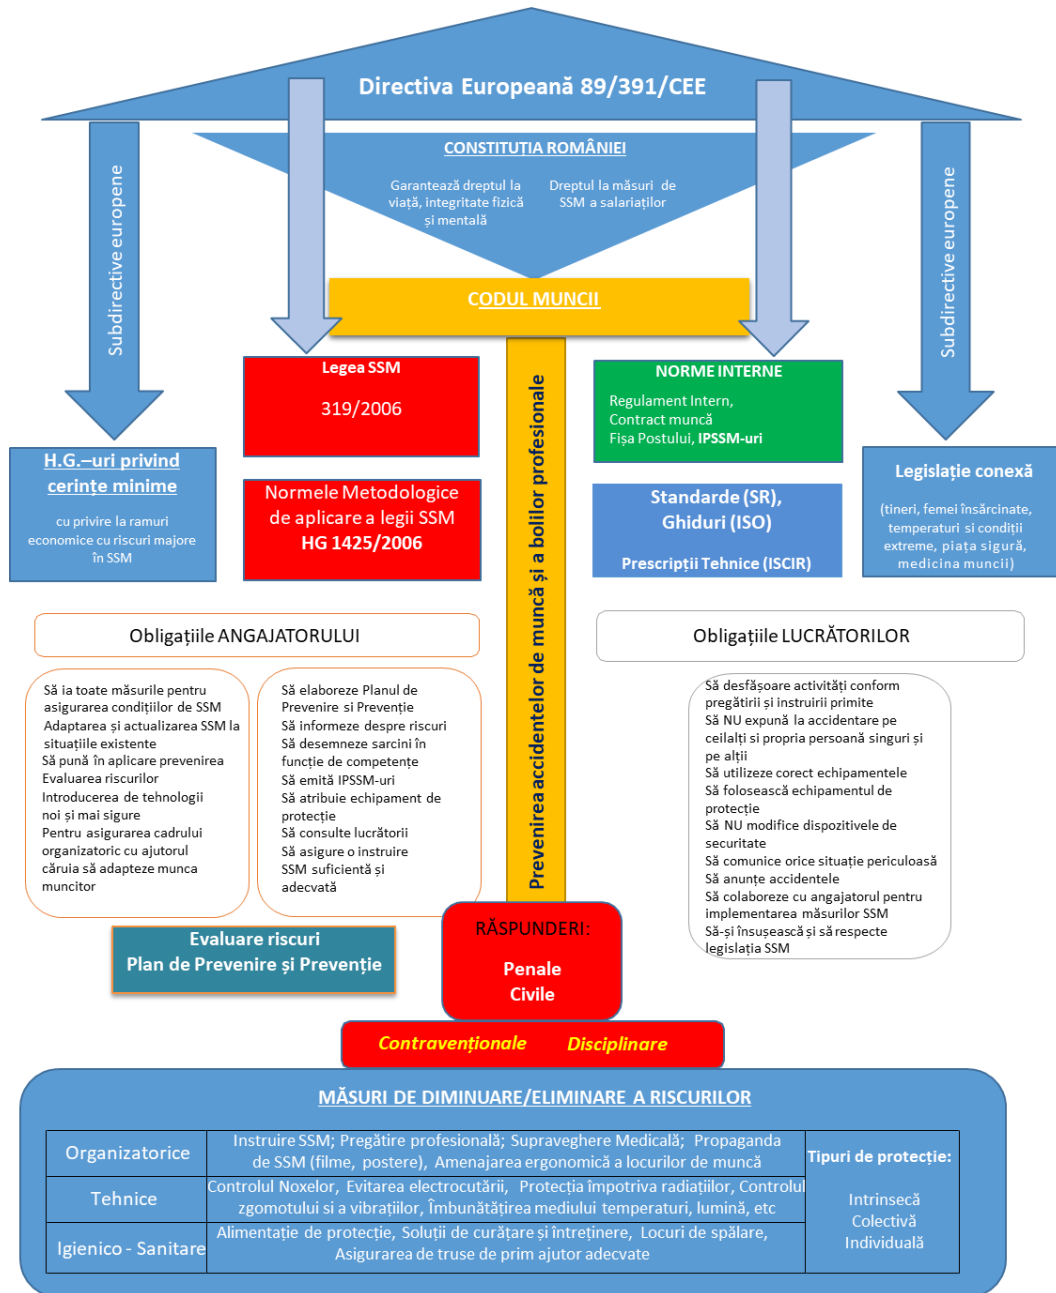 Directiva Europeană 89/391/CEE
Subdirective europene
CONSTITUȚIA ROMÂNIEI
Garantează dreptul la
viață, integritate fizică
și mentală
Dreptul la măsuri de
SSM a salariaților
Subdirective europene
CODUL MUNCII
Legea SSM
319/2006
NORME INTERNE
Regulament Intern,
Contract muncă
Fișa Postului, IPSSM-uri
H.G.–uri privind
cerințe minime
cu privire la ramuri
economice cu riscuri majore
în SSM
Normele Metodologice
de aplicare a legii SSM
HG 1425/2006
Prevenirea accidentelor de muncă și a bolilor profesionale
Standarde (SR),
Ghiduri (ISO)
Prescripții Tehnice (ISCIR)
Legislație conexă
(tineri, femei însărcinate,
temperaturi si condiții
extreme, piața sigură,
medicina muncii)
Obligațiile ANGAJATORULUI
Să ia toate măsurile pentru
asigurarea condițiilor de SSM
Adaptarea și actualizarea SSM la
situațiile existente
Să pună în aplicare prevenirea
Evaluarea riscurilor
Introducerea de tehnologii
noi și mai sigure
Pentru asigurarea cadrului
organizatoric cu ajutorul
căruia să adapteze munca
muncitor
Să elaboreze Planul de
Prevenire si Prevenție
Să informeze despre riscuri
Să desemneze sarcini în
funcție de competențe
Să emită IPSSM-uri
Să atribuie echipament de
protecție
Să consulte lucrătorii
Să asigure o instruire
SSM suficientă și
adecvată
Obligațiile LUCRĂTORILOR
Să desfășoare activități conform
pregătirii și instruirii primite
Să NU expună la accidentare pe
ceilalți si propria persoană singuri și
pe alții
Să utilizeze corect echipamentele
Să folosească echipamentul de
protecție
Să NU modifice dispozitivele de
securitate
Să comunice orice situație periculoasă
Să anunțe accidentele
Să colaboreze cu angajatorul pentru
implementarea măsurilor SSM
Să-și însușească și să respecte
legislația SSM
Evaluare riscuri
Plan de Prevenire și Prevenție
RĂSPUNDERI:
Penale
Civile
Contravenționale Disciplinare
MĂSURI DE DIMINUARE/ELIMINARE A RISCURILOR
Organizatorice
Instruire SSM; Pregătire profesională; Supraveghere Medicală; Propaganda
de SSM (filme, postere), Amenajarea ergonomică a locurilor de muncă
Tehnice
Controlul Noxelor, Evitarea electrocutării, Protecția împotriva radiațiilor, Controlul
zgomotului si a vibrațiilor, Îmbunătățirea mediului temperaturi, lumină, etc
Igienico - Sanitare
Alimentație de protecție, Soluții de curățare și întreținere, Locuri de spălare,
Asigurarea de truse de prim ajutor adecvate
Tipuri de protecție:
Intrinsecă
Colectivă
Individuală